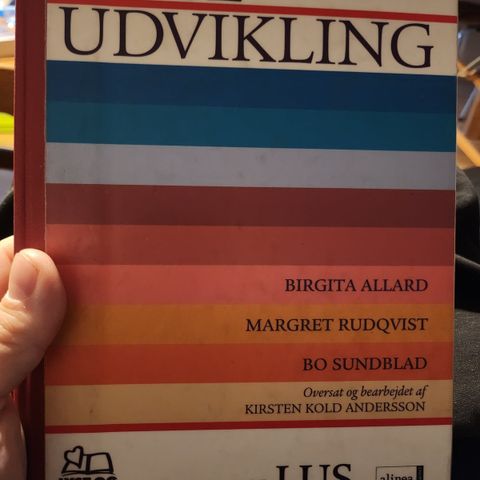 UDVIKLING
BIRGITA ALLARD
MARGRET RUDQVIST
BO SUNDBLAD
Oversat og bearbejdet af
KIRSTEN KOLD ANDERSSON
LUS
alinea